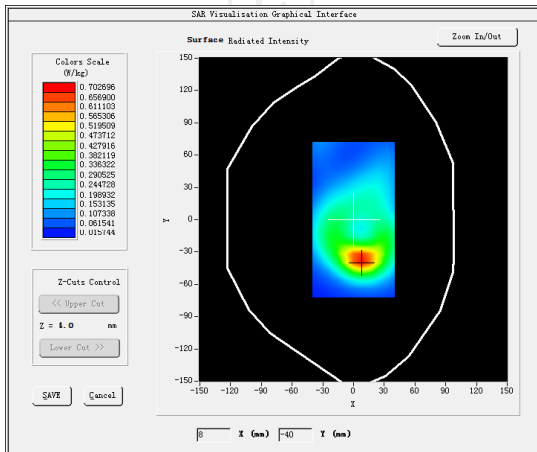 SAR Visualisation Graphical Interface
Surface Radiated Intensity
Zoom In/Out
Colors Scale
(W/kg)
0.702696
0.656900
0.611103
0.565306
0.519509
0.473712
0.427916
0.382119
0.336322
0.290525
0.244728
0.198932
0.153135
0.107338
0.061541
0.015744
150
120
90
60
30
0
-30
-60
-90
-120
-150
Y
-150 -120 -90 -60 -30 0 30 60 90 120 150
X
Z-Cuts Control
<< Upper Cut
Z = 4.0 mm
Lower Cut >>
SAVE Cancel
8 X (mm) -40 Y (mm)